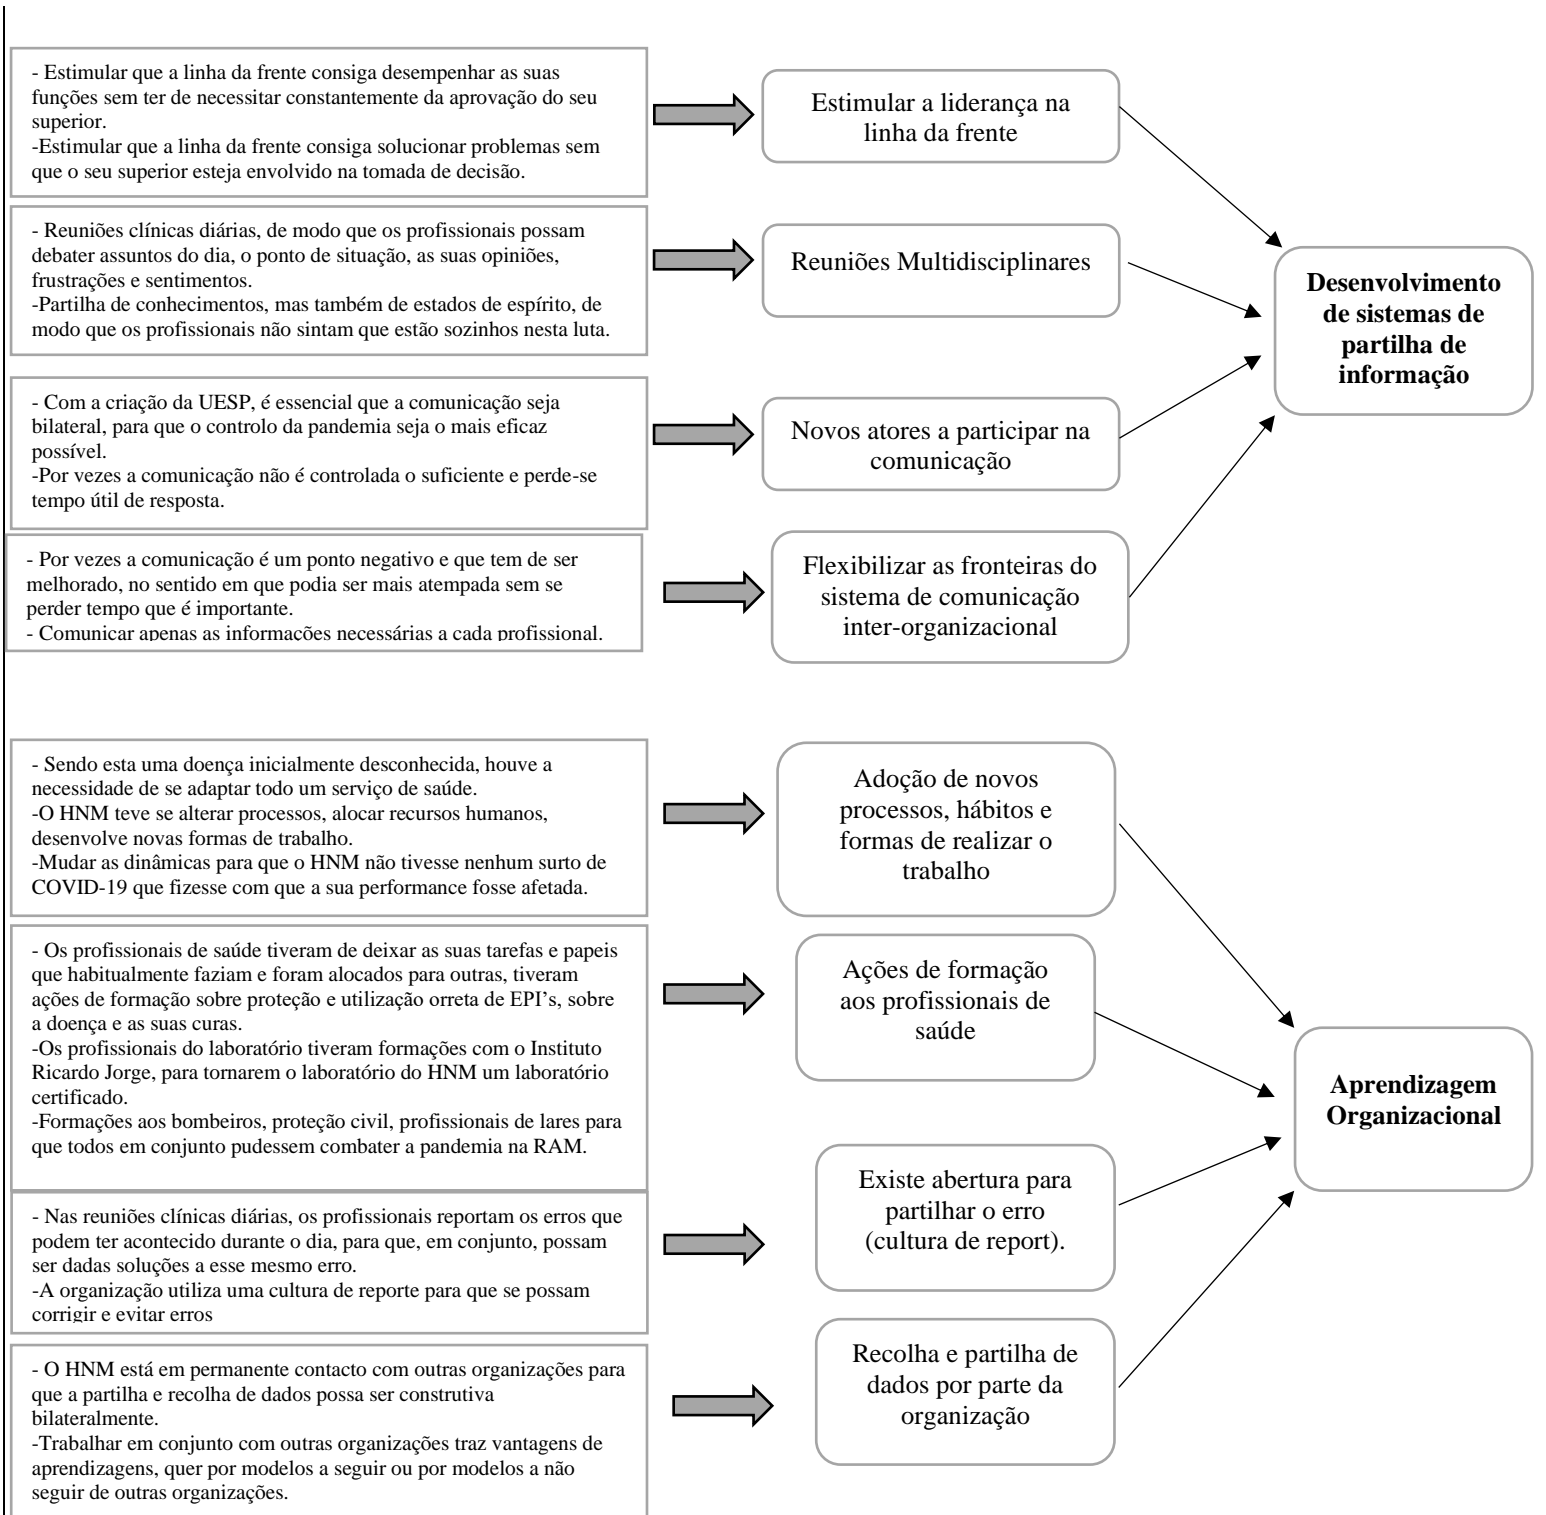 - Estimular que a linha da frente consiga desempenhar as suas
funções sem ter de necessitar constantemente da aprovação do seu
superior.
-Estimular que a linha da frente consiga solucionar problemas sem
que o seu superior esteja envolvido na tomada de decisão.
Estimular a liderança na
linha da frente
- Reuniões clínicas diárias, de modo que os profissionais possam
debater assuntos do dia, o ponto de situação, as suas opiniões,
frustrações e sentimentos.
-Partilha de conhecimentos, mas também de estados de espírito, de
modo que os profissionais não sintam que estão sozinhos nesta luta.
Reuniões Multidisciplinares
- Com a criação da UESP, é essencial que a comunicação seja
bilateral, para que o controlo da pandemia seja o mais eficaz
possível.
-Por vezes a comunicação não é controlada o suficiente e perde-se
tempo útil de resposta.
Novos atores a participar na
comunicação
- Por vezes a comunicação é um ponto negativo e que tem de ser
melhorado, no sentido em que podia ser mais atempada sem se
perder tempo que é importante.
- Comunicar apenas as informações necessárias a cada profissional.
Flexibilizar as fronteiras do
sistema de comunicação
inter-organizacional
Desenvolvimento
de sistemas de
partilha de
informação
- Sendo esta uma doença inicialmente desconhecida, houve a
necessidade de se adaptar todo um serviço de saúde.
-O HNM teve se alterar processos, alocar recursos humanos,
desenvolve novas formas de trabalho.
-Mudar as dinâmicas para que o HNM não tivesse nenhum surto de
COVID-19 que fizesse com que a sua performance fosse afetada.
Adoção de novos
processos, hábitos e
formas de realizar o
trabalho
- Os profissionais de saúde tiveram de deixar as suas tarefas e papeis
que habitualmente faziam e foram alocados para outras, tiveram
ações de formação sobre proteção e utilização orreta de EPI’s, sobre
a doença e as suas curas.
-Os profissionais do laboratório tiveram formações com o Instituto
Ricardo Jorge, para tornarem o laboratório do HNM um laboratório
certificado.
-Formações aos bombeiros, proteção civil, profissionais de lares para
que todos em conjunto pudessem combater a pandemia na RAM.
Ações de formação
aos profissionais de
saúde
- Nas reuniões clínicas diárias, os profissionais reportam os erros que
podem ter acontecido durante o dia, para que, em conjunto, possam
ser dadas soluções a esse mesmo erro.
-A organização utiliza uma cultura de reporte para que se possam
corrigir e evitar erros
Existe abertura para
partilhar o erro
(cultura de report).
- O HNM está em permanente contacto com outras organizações para
que a partilha e recolha de dados possa ser construtiva
bilateralmente.
-Trabalhar em conjunto com outras organizações traz vantagens de
aprendizagens, quer por modelos a seguir ou por modelos a não
seguir de outras organizações.
Recolha e partilha de
dados por parte da
organização
Aprendizagem
Organizacional